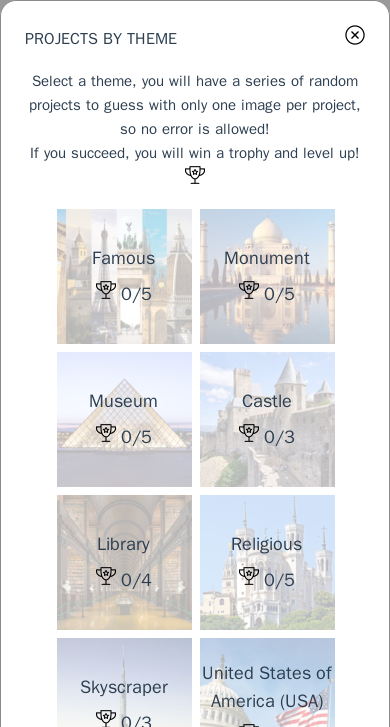 PROJECTS BY THEME
Select a theme, you will have a series of random
projects to guess with only one image per project,
so no error is allowed!
If you succeed, you will win a trophy and level up!
Famous
0/5
Monument
0/5
Museum
0/5
Castle
0/3
Library
0/4
Religious
0/5
Skyscraper
0/3
United States of
America (USA)